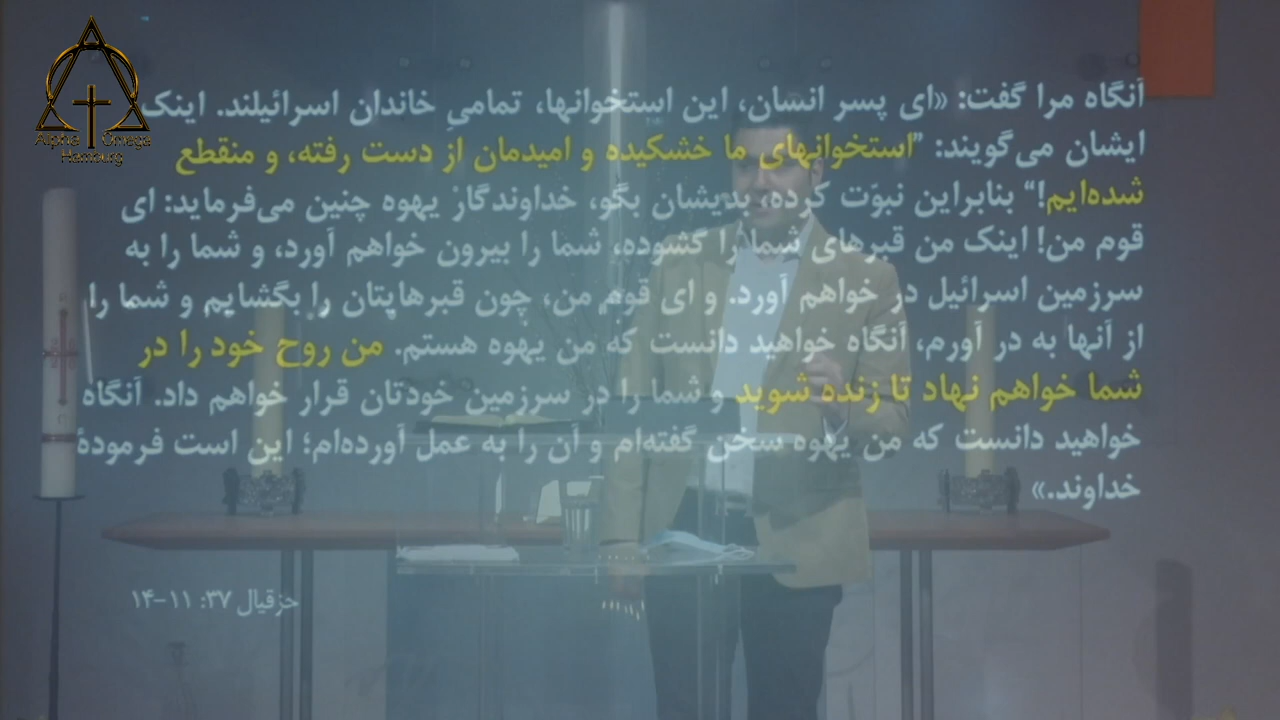 Alpha Omega
Hamburg
آنگاه مرا گفت: «ای پسر انسان، این استخوانها، تمامیِ خاندان اسرائیلند. اینک
ایشان می‌گویند: ”استخوانهای ما خشکیده و امیدمان از دست رفته، و منقطع
شده‌ایم!“ بنابراین نبوّت کرده، بدیشان بگو، خداوندگارْ یهوه چنین می‌فرماید: ای
قوم من! اینک من قبرهای شما را گشوده، شما را بیرون خواهم آورد، و شما را به
سرزمین اسرائیل در خواهم آورد. و ای قوم من، چون قبرهایتان را بگشایم و شما را
از آنها به در آورم، آنگاه خواهید دانست که من یهوه هستم. من روح خود را در
شما خواهم نهاد تا زنده شوید و شما را در سرزمین خودتان قرار خواهم داد. آنگاه
خواهید دانست که من یهوه سخن گفته‌ام و آن را به عمل آورده‌ام؛ این است فرمودهٔ
خداوند.»
حزقیال ۳۷: ۱۱-۱۴